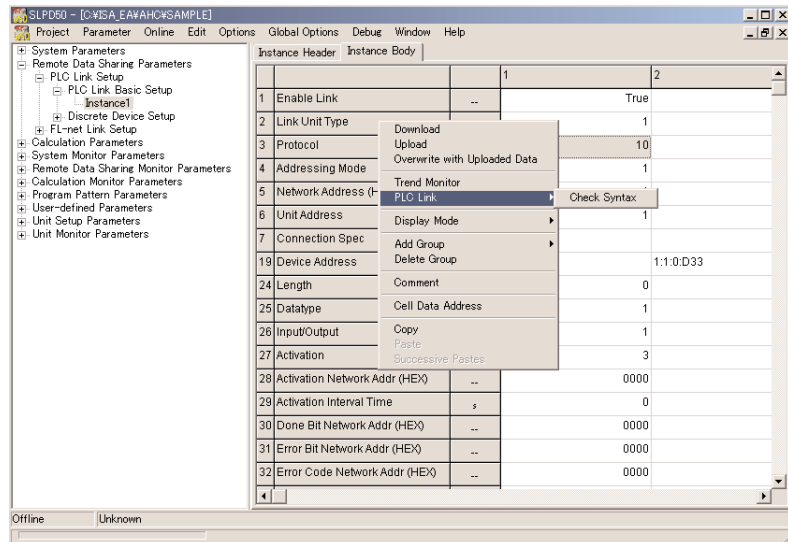 SLPD50 - [C:¥ISA_EA¥AHC¥SAMPLE]
Project Parameter Online Edit Options Global Options Debug Window Help
System Parameters
Remote Data Sharing Parameters
PLC Link Setup
PLC Link Basic Setup
Instance1
Discrete Device Setup
FL-net Link Setup
Calculation Parameters
System Monitor Parameters
Remote Data Sharing Monitor Parameters
Calculation Monitor Parameters
Program Pattern Parameters
User-defined Parameters
Unit Setup Parameters
Unit Monitor Parameters
Instance Header Instance Body
1 2
1 Enable Link -- True
2 Link Unit Type 1
3 Protocol 10
4 Addressing Mode 1
5 Network Address (H
6 Unit Address 1
7 Connection Spec
19 Device Address 1:1:0:D33
24 Length 0
25 Datatype 1
26 Input/Output 1
27 Activation 3
28 Activation Network Addr (HEX) -- 0000
29 Activation Interval Time s 0
30 Done Bit Network Addr (HEX) -- 0000
31 Error Bit Network Addr (HEX) -- 0000
32 Error Code Network Addr (HEX) -- 0000
Download
Upload
Overwrite with Uploaded Data
Trend Monitor
PLC Link
Check Syntax
Display Mode
Add Group
Delete Group
Comment
Cell Data Address
Copy
Paste
Successive Pastes
Offline Unknown